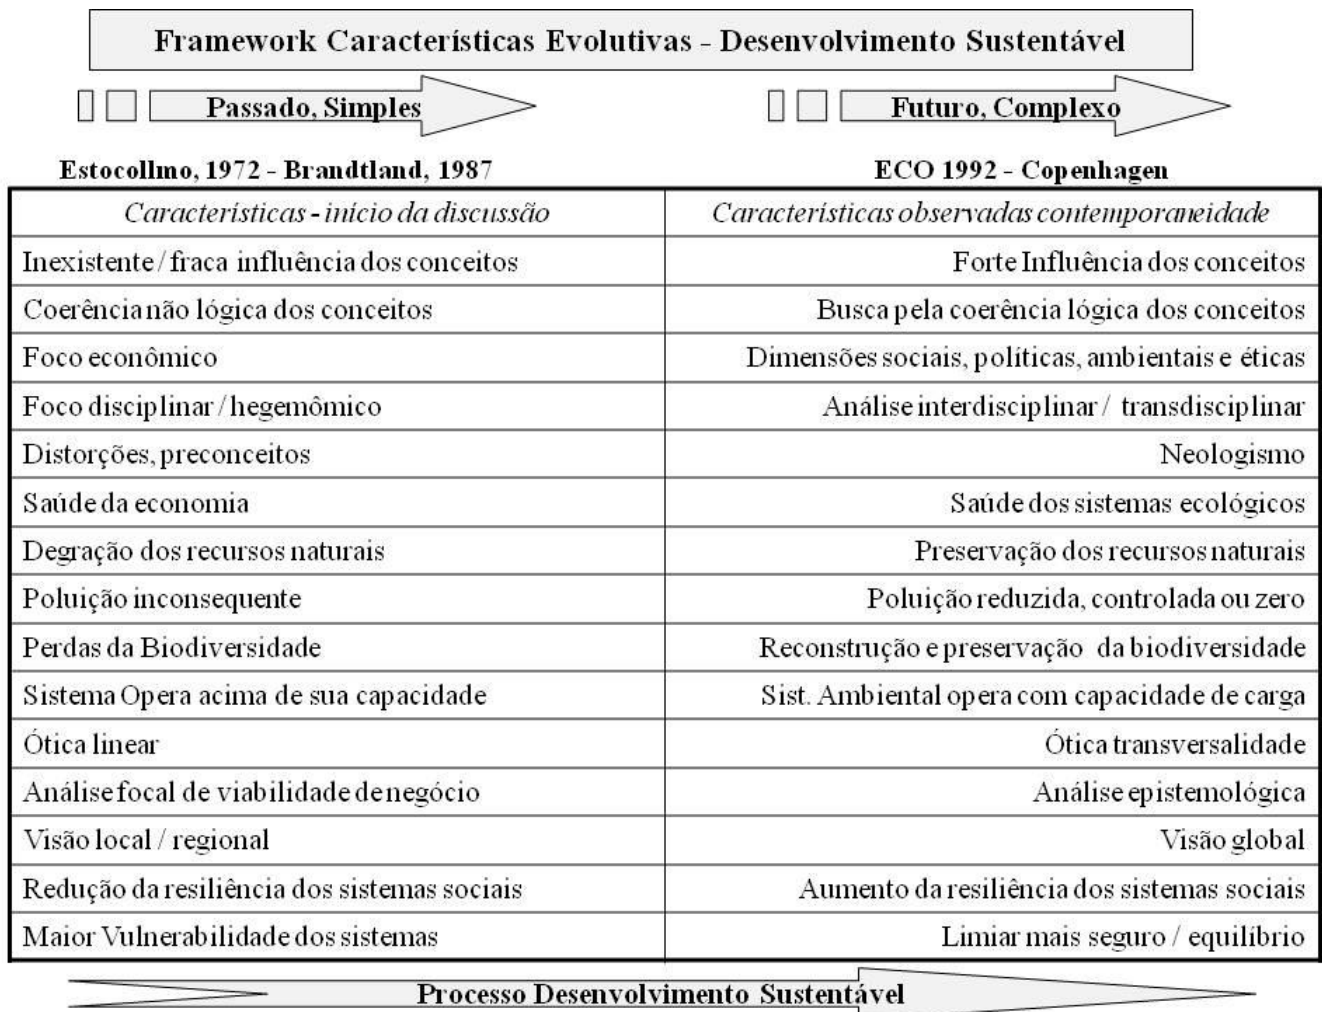 Framework Características Evolutivas - Desenvolvimento Sustentável
Passado, Simples
Futuro, Complexo
Estocollmo, 1972 - Brandtland, 1987
ECO 1992 - Copenhagen
Características - início da discussão
Características observadas contemporaneidade
Inexistente / fraca influência dos conceitos
Forte Influência dos conceitos
Coerência não lógica dos conceitos
Busca pela coerência lógica dos conceitos
Foco econômico
Dimensões sociais, políticas, ambientais e éticas
Foco disciplinar / hegemômico
Análise interdisciplinar / transdisciplinar
Distorções, preconceitos
Neologismo
Saúde da economia
Saúde dos sistemas ecológicos
Degração dos recursos naturais
Preservação dos recursos naturais
Poluição inconsequente
Poluição reduzida, controlada ou zero
Perdas da Biodiversidade
Reconstrução e preservação da biodiversidade
Sistema Opera acima de sua capacidade
Sist. Ambiental opera com capacidade de carga
Ótica linear
Ótica transversalidade
Análise focal de viabilidade de negócio
Análise epistemológica
Visão local / regional
Visão global
Redução da resiliência dos sistemas sociais
Aumento da resiliência dos sistemas sociais
Maior Vulnerabilidade dos sistemas
Limiar mais seguro / equilíbrio
Processo Desenvolvimento Sustentável